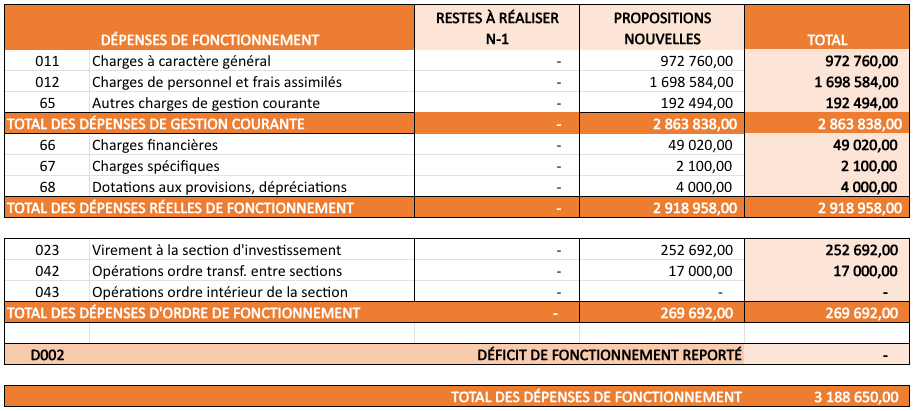 DÉPENSES DE FONCTIONNEMENT RESTES À RÉALISER N-1 PROPOSITIONS NOUVELLES TOTAL
011 Charges à caractère général - 972 760,00 972 760,00
012 Charges de personnel et frais assimilés - 1 698 584,00 1 698 584,00
65 Autres charges de gestion courante - 192 494,00 192 494,00
TOTAL DES DÉPENSES DE GESTION COURANTE - 2 863 838,00 2 863 838,00
66 Charges financières - 49 020,00 49 020,00
67 Charges spécifiques - 2 100,00 2 100,00
68 Dotations aux provisions, dépréciations - 4 000,00 4 000,00
TOTAL DES DÉPENSES RÉELLES DE FONCTIONNEMENT - 2 918 958,00 2 918 958,00
023 Virement à la section d'investissement - 252 692,00 252 692,00
042 Opérations ordre transf. entre sections - 17 000,00 17 000,00
043 Opérations ordre intérieur de la section - - -
TOTAL DES DÉPENSES D'ORDRE DE FONCTIONNEMENT - 269 692,00 269 692,00
D002 DÉFICIT DE FONCTIONNEMENT REPORTÉ -
TOTAL DES DÉPENSES DE FONCTIONNEMENT 3 188 650,00